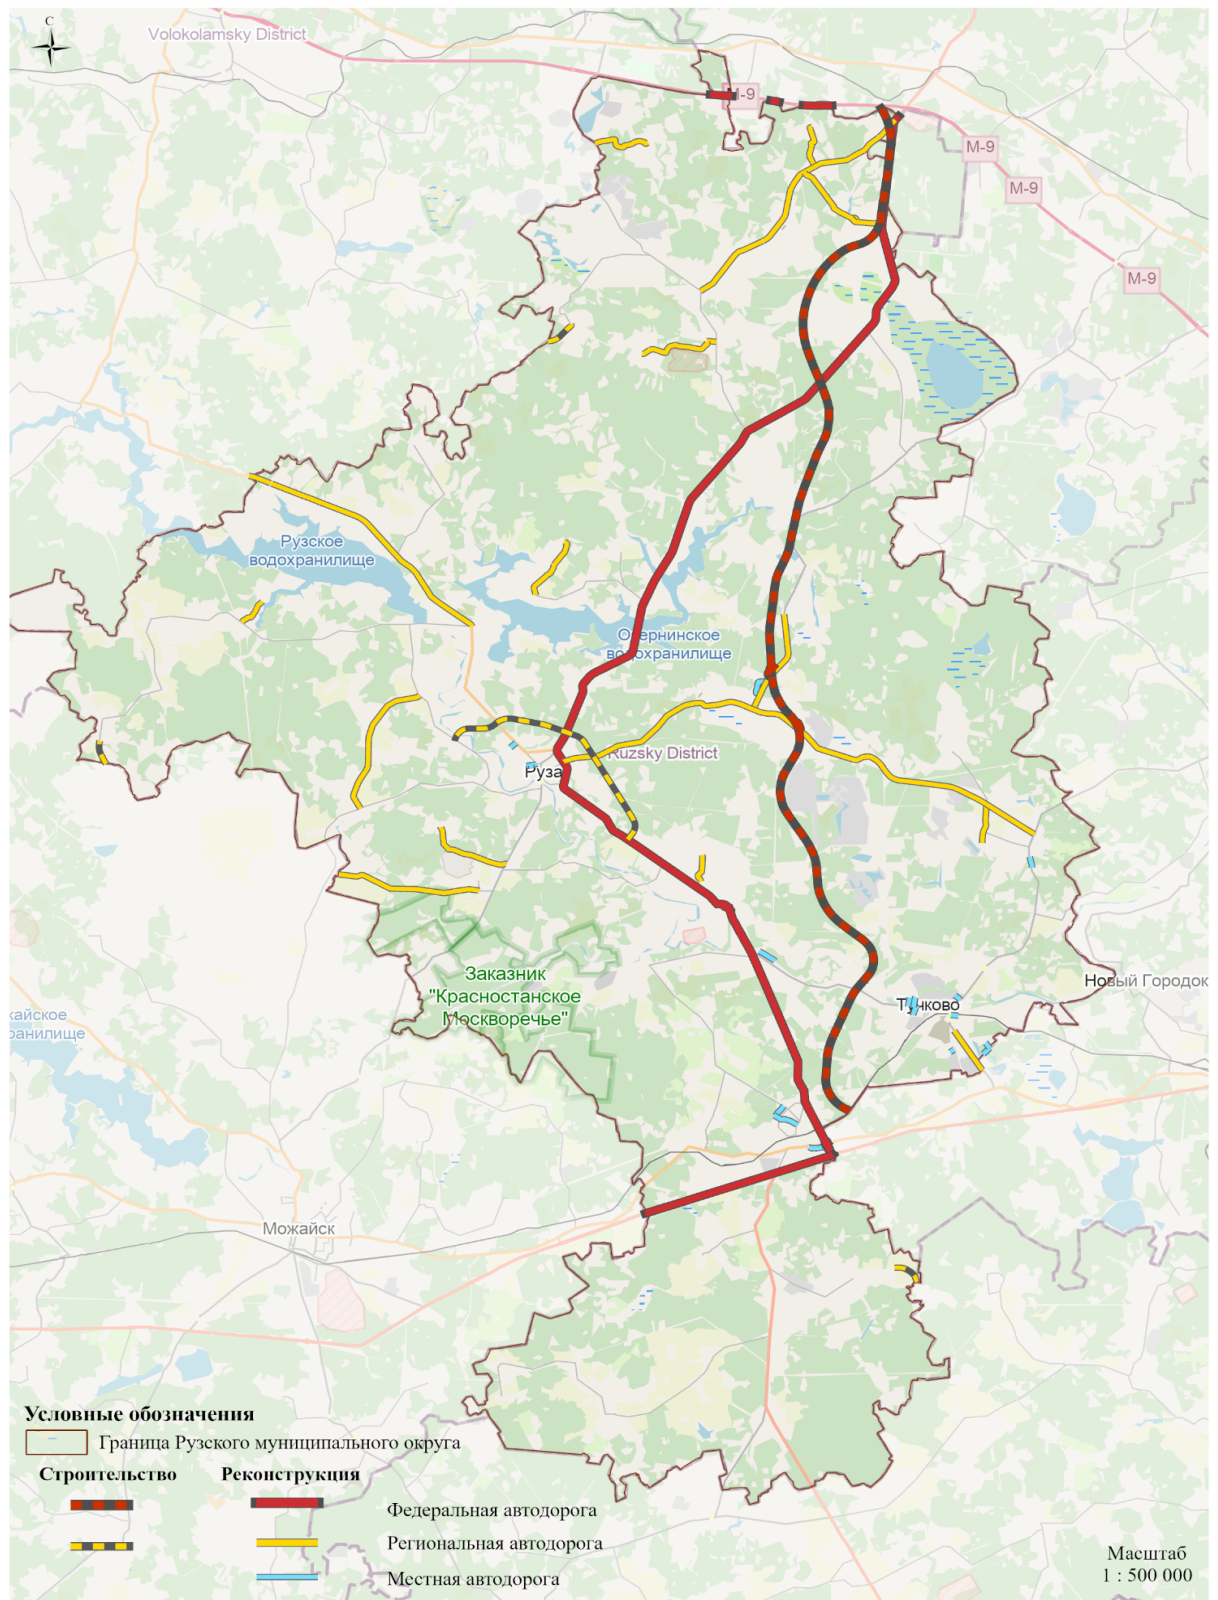 С
Volokolamsky District
M-9
M-9
M-9
M-9
Рузское
водохранилище
Озернинское
водохранилище
Ruzsky District
Руза
Заказник
"Красностанское
Москворечье"
Новый Городок
Тучково
кайское
ранилище
Можайск
Условные обозначения
Граница Рузского муниципального округа
Строительство Реконструкция
Федеральная автодорога
Региональная автодорога
Местная автодорога
Масштаб
1 : 500 000